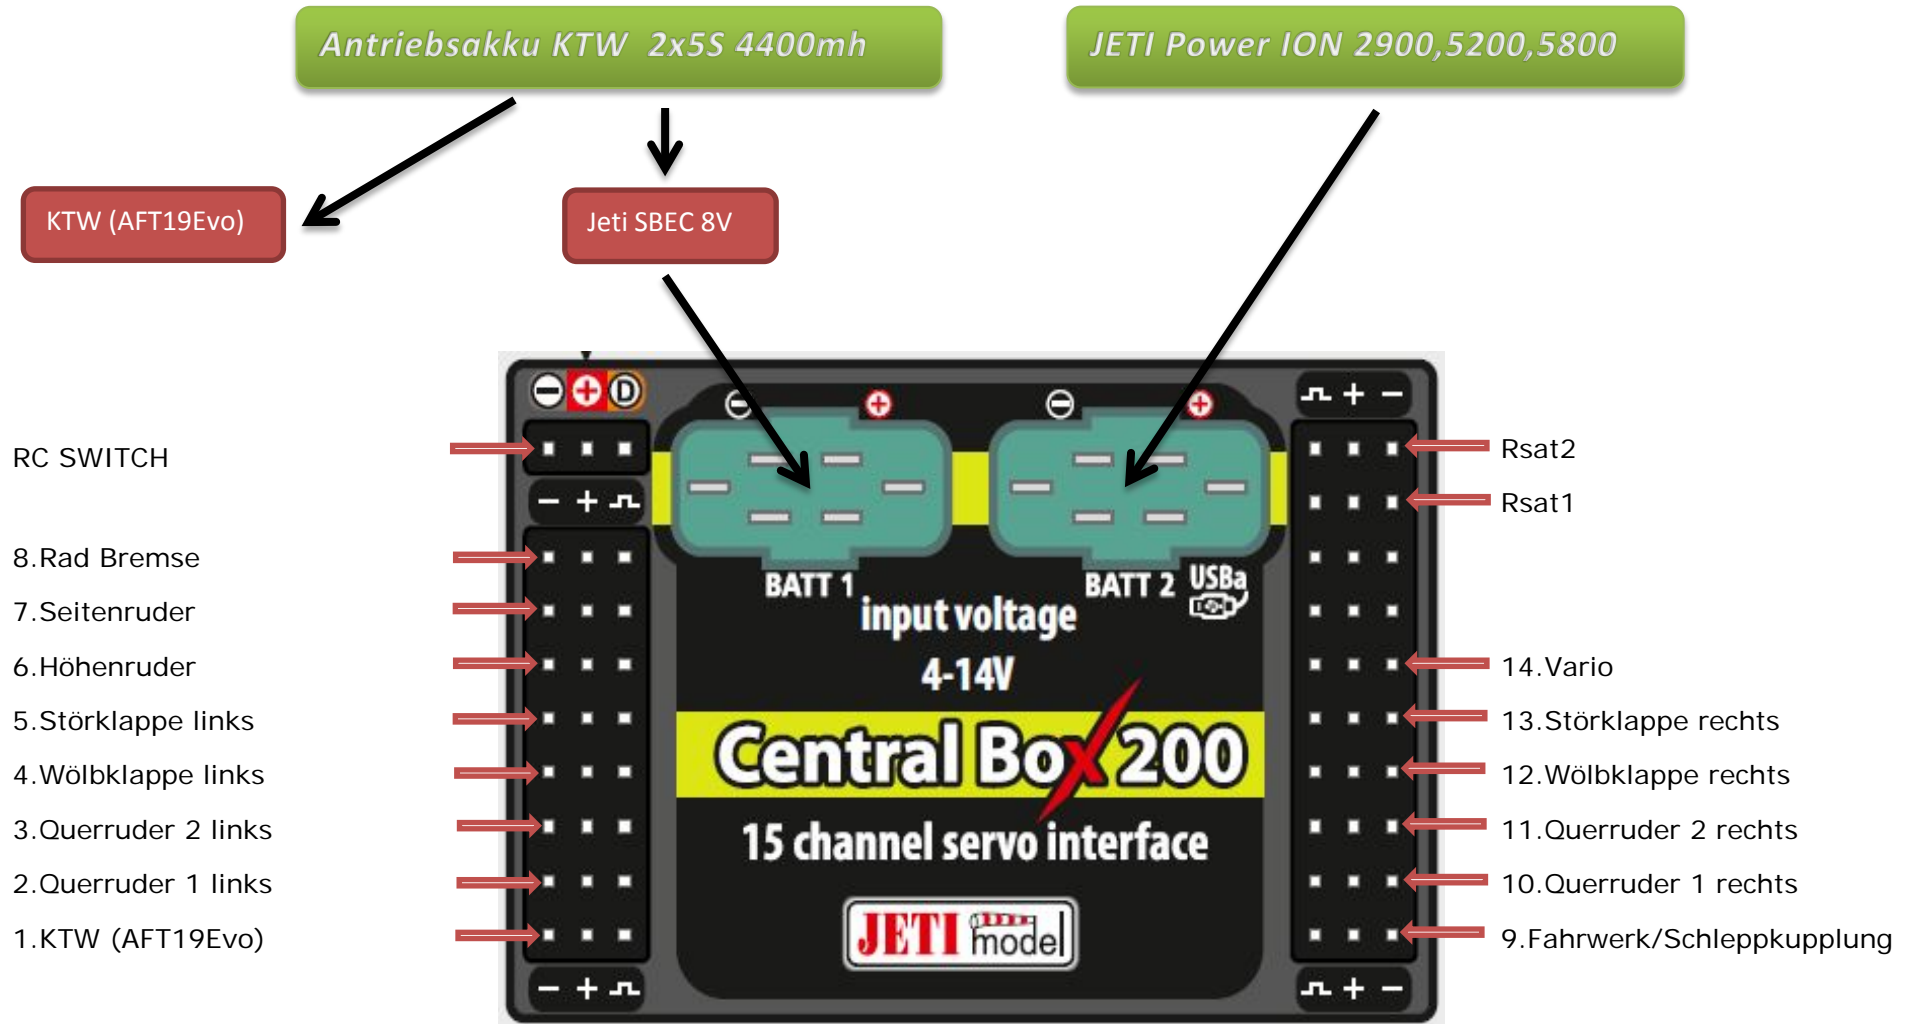 Antriebsakku KTW 2x5S 4400mh
JETI Power ION 2900,5200,5800
KTW (AFT19Evo)
Jeti SBEC 8V
D
RC SWITCH
8.Rad Bremse
7.Seitenruder
6.Höhenruder
5.Störklappe links
4.Wölbklappe links
3.Querruder 2 links
2.Querruder 1 links
1.KTW (AFT19Evo)
BATT 1
BATT 2
USBa
input voltage
4-14V
Central Box 200
15 channel servo interface
JETI model
Rsat2
Rsat1
14.Vario
13.Störklappe rechts
12.Wölbklappe rechts
11.Querruder 2 rechts
10.Querruder 1 rechts
9.Fahrwerk/Schleppkupplung